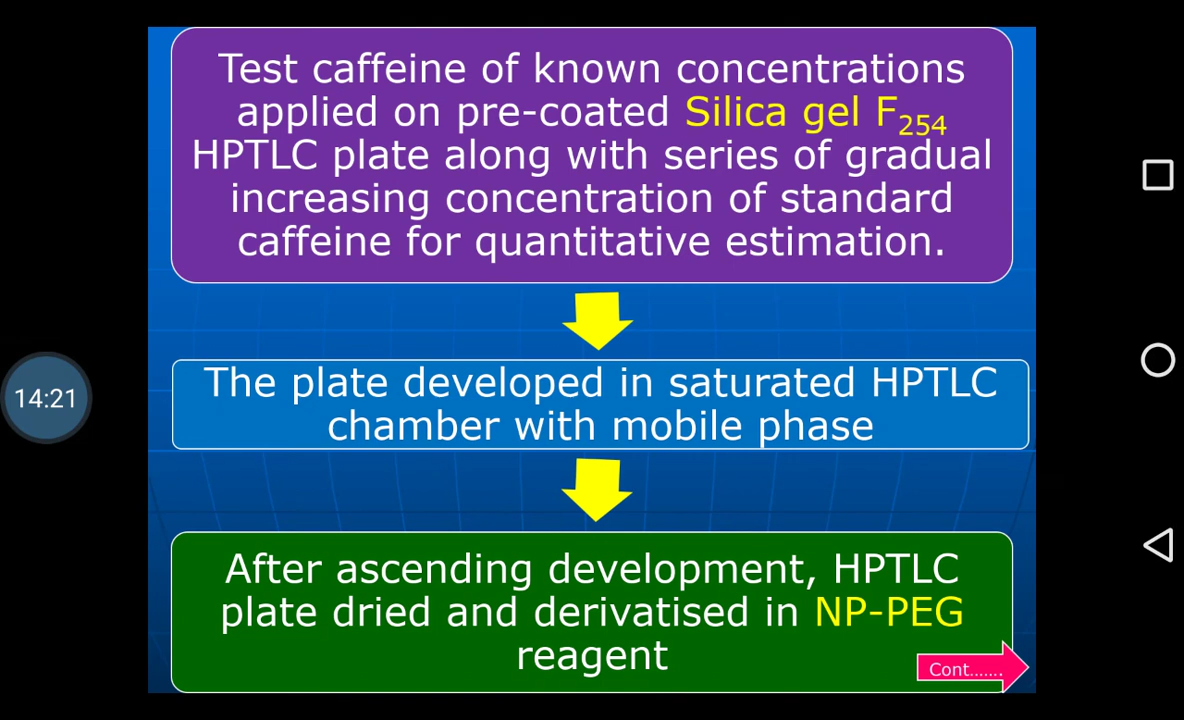 Test caffeine of known concentrations
applied on pre-coated Silica gel F254
HPTLC plate along with series of gradual
increasing concentration of standard
caffeine for quantitative estimation.
14:21
The plate developed in saturated HPTLC
chamber with mobile phase
After ascending development, HPTLC
plate dried and derivatised in NP-PEG
reagent
Cont.......